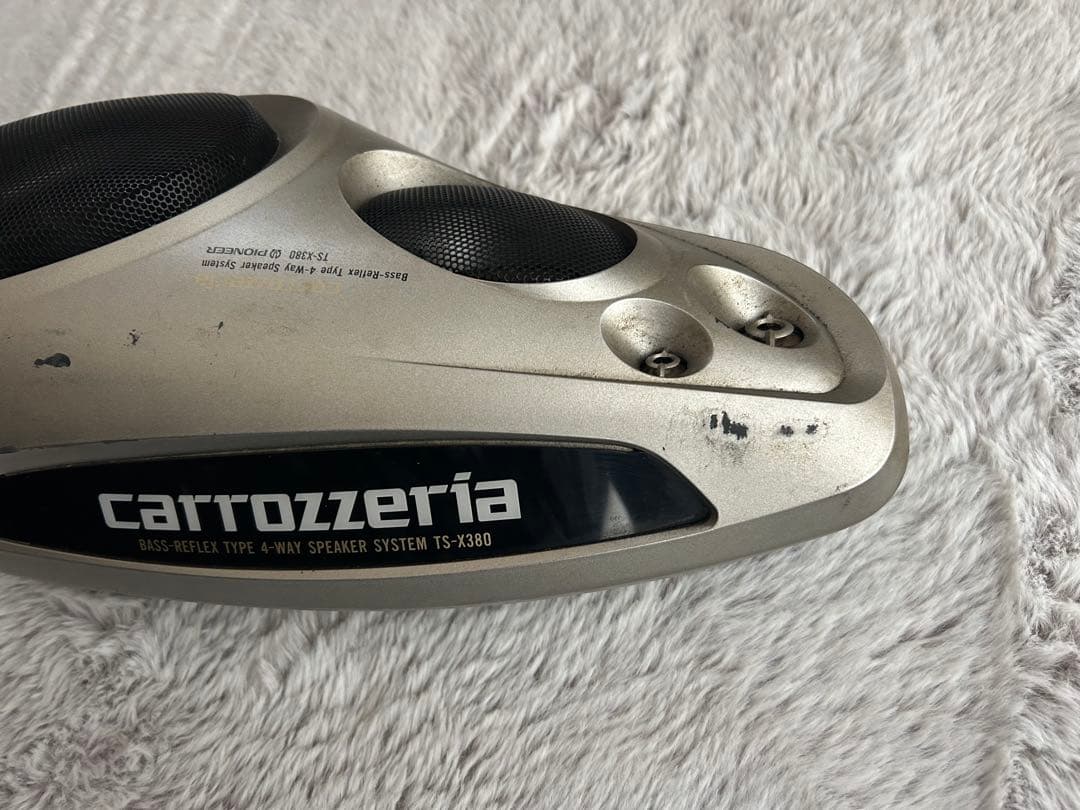 carrozzeria
BASS-REFLEX TYPE 4-WAY SPEAKER SYSTEM TS-X380
carrozzeria
Bass-Reflex Type 4-Way Speaker System
TS-X380 PIONEER